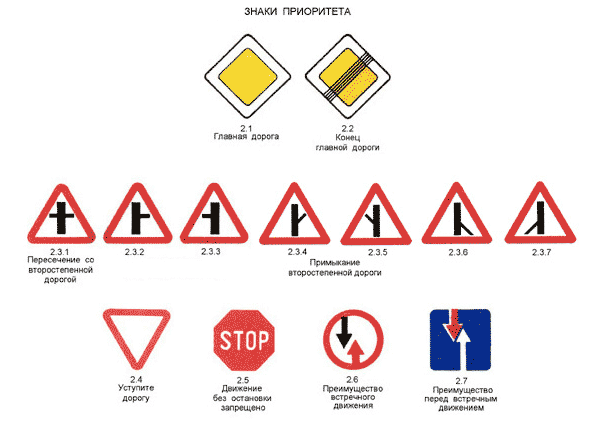 ЗНАКИ ПРИОРИТЕТА
2.1
Главная дорога
2.2
Конец
главной дороги
2.3.1
Пересечение со
второстепенной
дорогой
2.3.2
2.3.3
2.3.4
2.3.5
2.3.6
2.3.7
Примыкание
второстепенной дороги
STOP
2.4
Уступите
дорогу
2.5
Движение
без остановки
запрещено
2.6
Преимущество
встречного
движения
2.7
Преимущество
перед встречным
движением